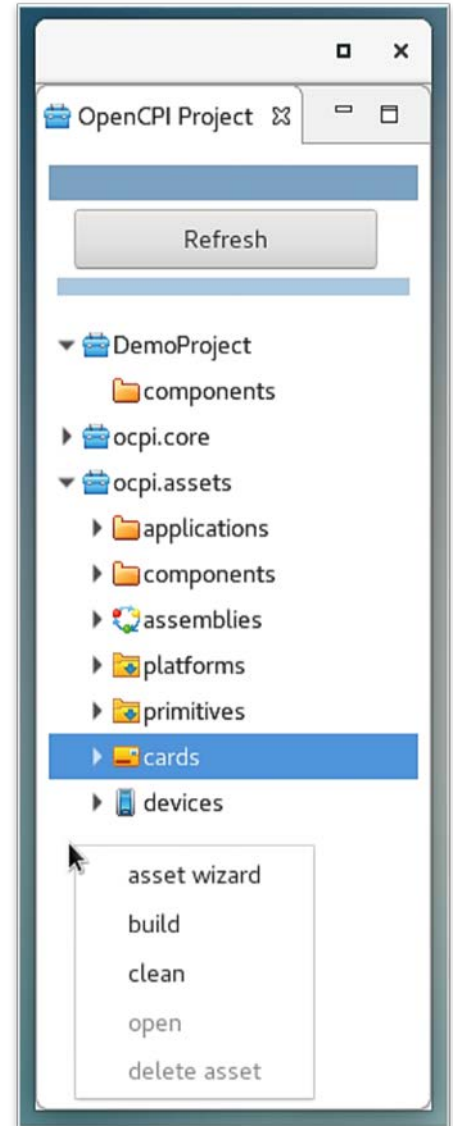 OpenCPI Project
Refresh
DemoProject
components
ocpi.core
ocpi.assets
applications
components
assemblies
platforms
primitives
cards
devices
asset wizard
build
clean
open
delete asset